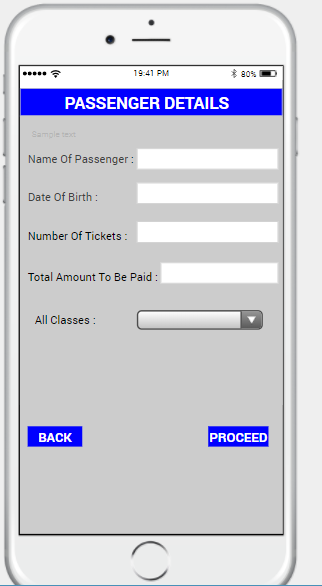 19:41 PM 80%
PASSENGER DETAILS
Sample text
Name Of Passenger :
Date Of Birth :
Number Of Tickets :
Total Amount To Be Paid :
All Classes :
BACK PROCEED